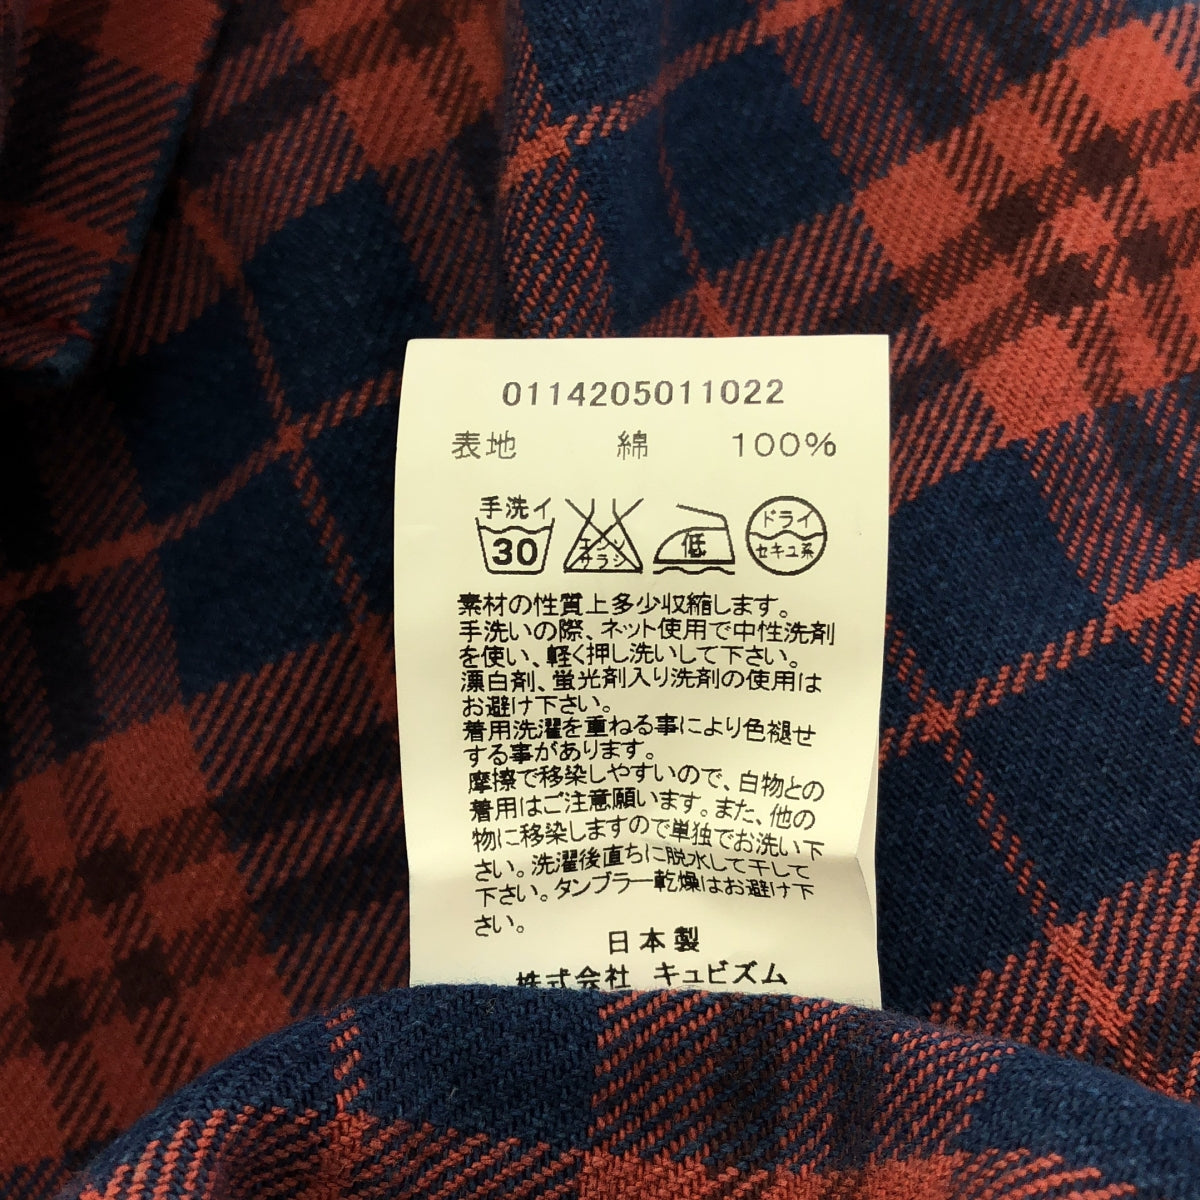 0114205011022
表地 綿 100%
手洗イ
30
エンソ
サラシ
低
ドライ
セキユ系
素材の性質上多少収縮します。
手洗いの際、ネット使用で中性洗剤
を使い、軽く押し洗いして下さい。
漂白剤、蛍光剤入り洗剤の使用は
お避け下さい。
着用洗濯を重ねる事により色褪せ
する事があります。
摩擦で移染しやすいので、白物との
着用はご注意願います。また、他の
物に移染しますので単独でお洗い下
さい。洗濯後直ちに脱水して干して
下さい。タンブラー乾燥はお避け下
さい。
日本製
株式会社 キュビズム